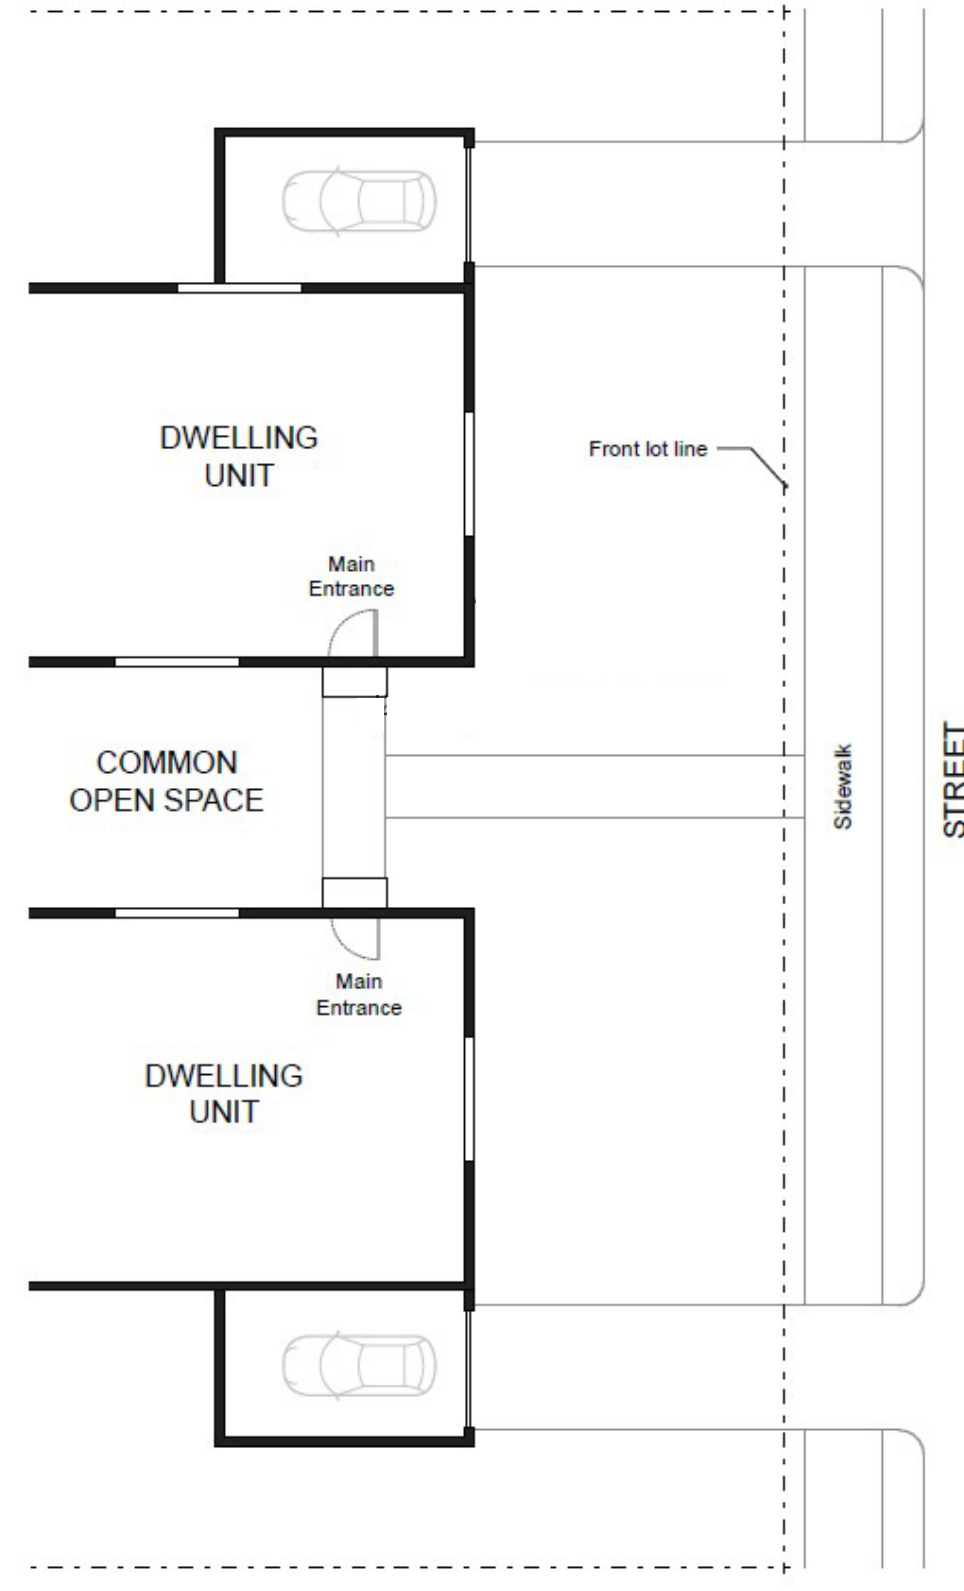 DWELLING
UNIT
Front lot line
Main
Entrance
COMMON
OPEN SPACE
Sidewalk
STREET
Main
Entrance
DWELLING
UNIT